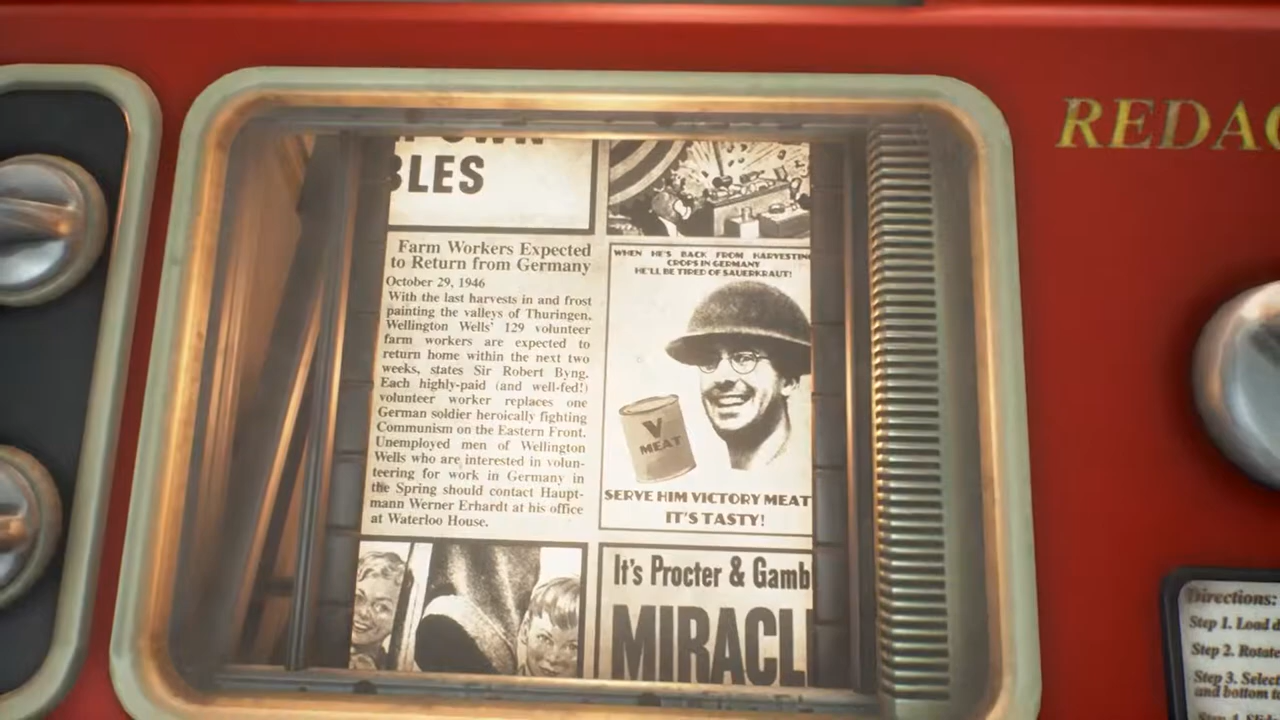 BLES
REDAC
Farm Workers Expected
to Return from Germany
October 29, 1946
With the last harvests in and frost
painting the valleys of Thuringen,
Wellington Wells' 129 volunteer
farm workers are expected to
return home within the next two
weeks, states Sir Robert Byng.
Each highly-paid (and well-fed!)
volunteer worker replaces one
German soldier heroically fighting
Communism on the Eastern Front.
Unemployed men of Wellington
Wells who are interested in volun-
teering for work in Germany in
the Spring should contact Haupt-
mann Werner Erhardt at his office
at Waterloo House.
WHEN HE'S BACK FROM HARVESTING
CROPS IN GERMANY
HE'LL BE TIRED OF SAUERKRAUT!
V
MEAT
SERVE HIM VICTORY MEAT
IT'S TASTY!
It's Procter & Gamb
MIRACL
Directions:
Step 1. Load d
Step 2. Rotate
Step 3. Select
and bottom t